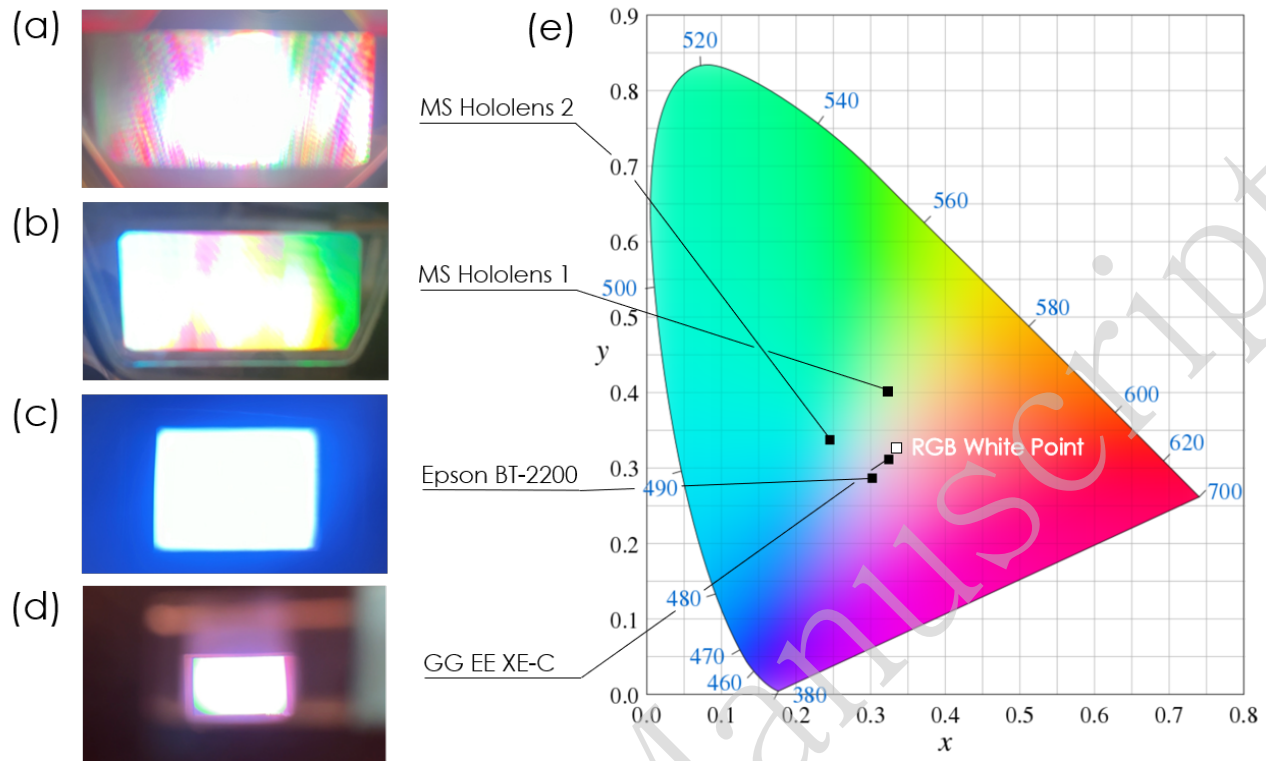 (a)
(b)
(c)
(d)
(e)
MS Hololens 2
MS Hololens 1
Epson BT-2200
GG EE XE-C
0.9
0.8
0.7
0.6
0.5
0.4
0.3
0.2
0.1
0.0
y
0.0 0.1 0.2 0.3 0.4 0.5 0.6 0.7 0.8
x
520
540
560
500
580
600
620
490
700
480
470
460
380
RGB White Point
Manuscript